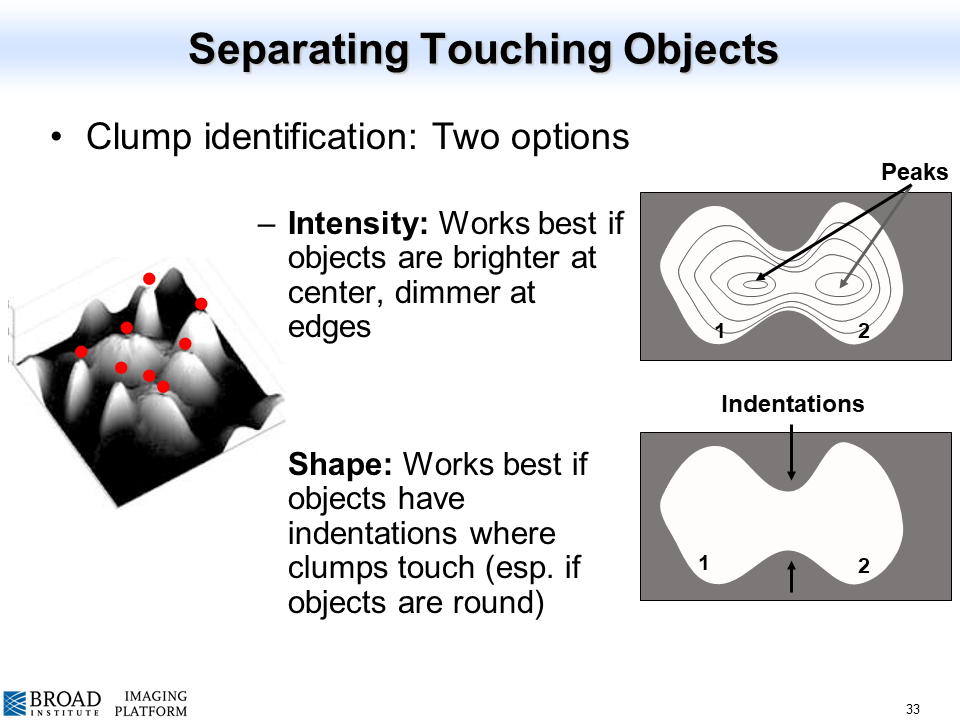 Separating Touching Objects
• Clump identification: Two options
Peaks
– Intensity: Works best if
objects are brighter at
center, dimmer at
edges
1 2
Indentations
Shape: Works best if
objects have
indentations where
clumps touch (esp. if
objects are round)
1 2
BROAD
INSTITUTE
IMAGING
PLATFORM
33